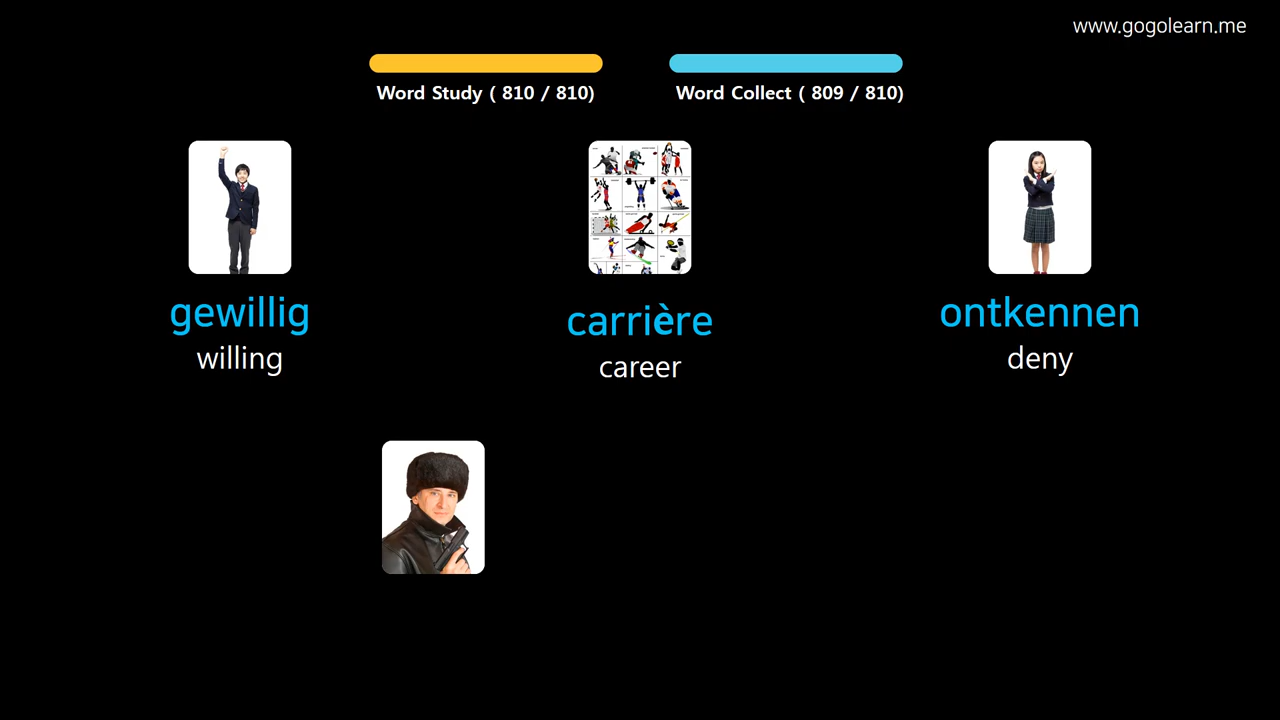 www.gogolearn.me
Word Study ( 810 / 810)
Word Collect ( 809 / 810)
gewillig
carrière
ontkennen
willing
career
deny